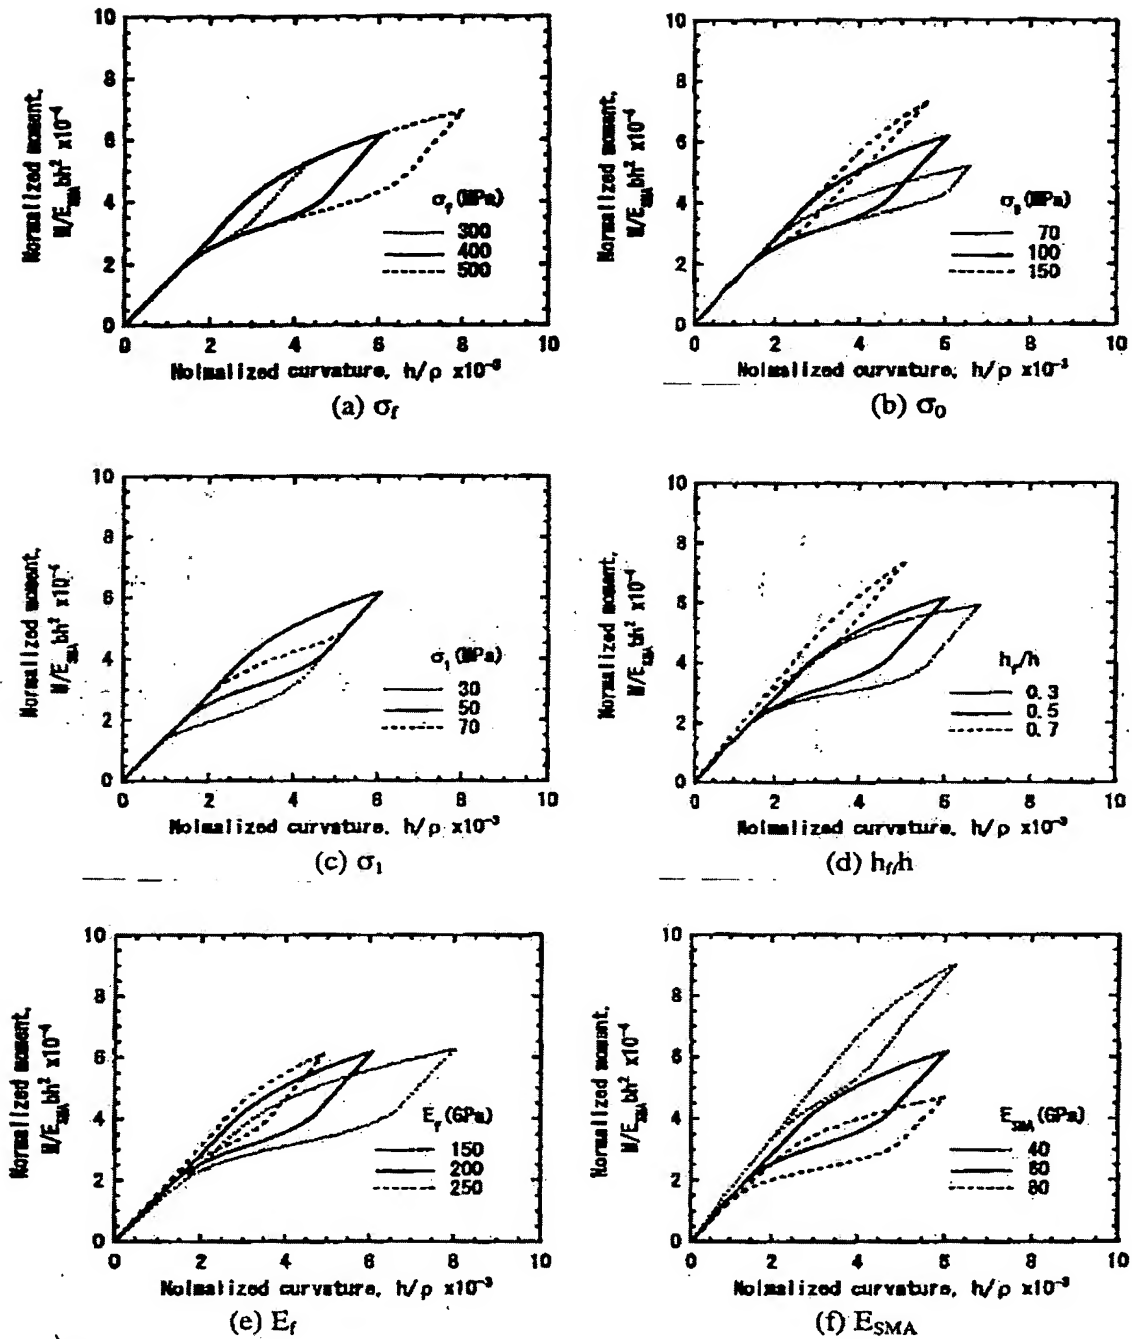 10
8
6
4
2
0
Normalized moment,
M/E_SMA bh² x10⁻⁴
σ_f (MPa)
300
400
500
0 2 4 6 8 10
Nolmalized curvature, h/ρ x10⁻³
(a) σ_f
10
8
6
4
2
0
Normalized moment,
M/E_SMA bh² x10⁻⁴
σ_0 (MPa)
70
100
150
0 2 4 6 8 10
Nolmalized curvature, h/ρ x10⁻³
(b) σ_0
10
8
6
4
2
0
Normalized moment,
M/E_SMA bh² x10⁻⁴
σ_1 (MPa)
30
50
70
0 2 4 6 8 10
Nolmalized curvature, h/ρ x10⁻³
(c) σ_1
10
8
6
4
2
0
Normalized moment,
M/E_SMA bh² x10⁻⁴
h_f/h
0.3
0.5
0.7
0 2 4 6 8 10
Nolmalized curvature, h/ρ x10⁻³
(d) h_f/h
10
8
6
4
2
0
Normalized moment,
M/E_SMA bh² x10⁻⁴
E_f (GPa)
150
200
250
0 2 4 6 8 10
Nolmalized curvature, h/ρ x10⁻³
(e) E_f
10
8
6
4
2
0
Normalized moment,
M/E_SMA bh² x10⁻⁴
E_SMA (GPa)
40
60
80
0 2 4 6 8 10
Nolmalized curvature, h/ρ x10⁻³
(f) E_SMA